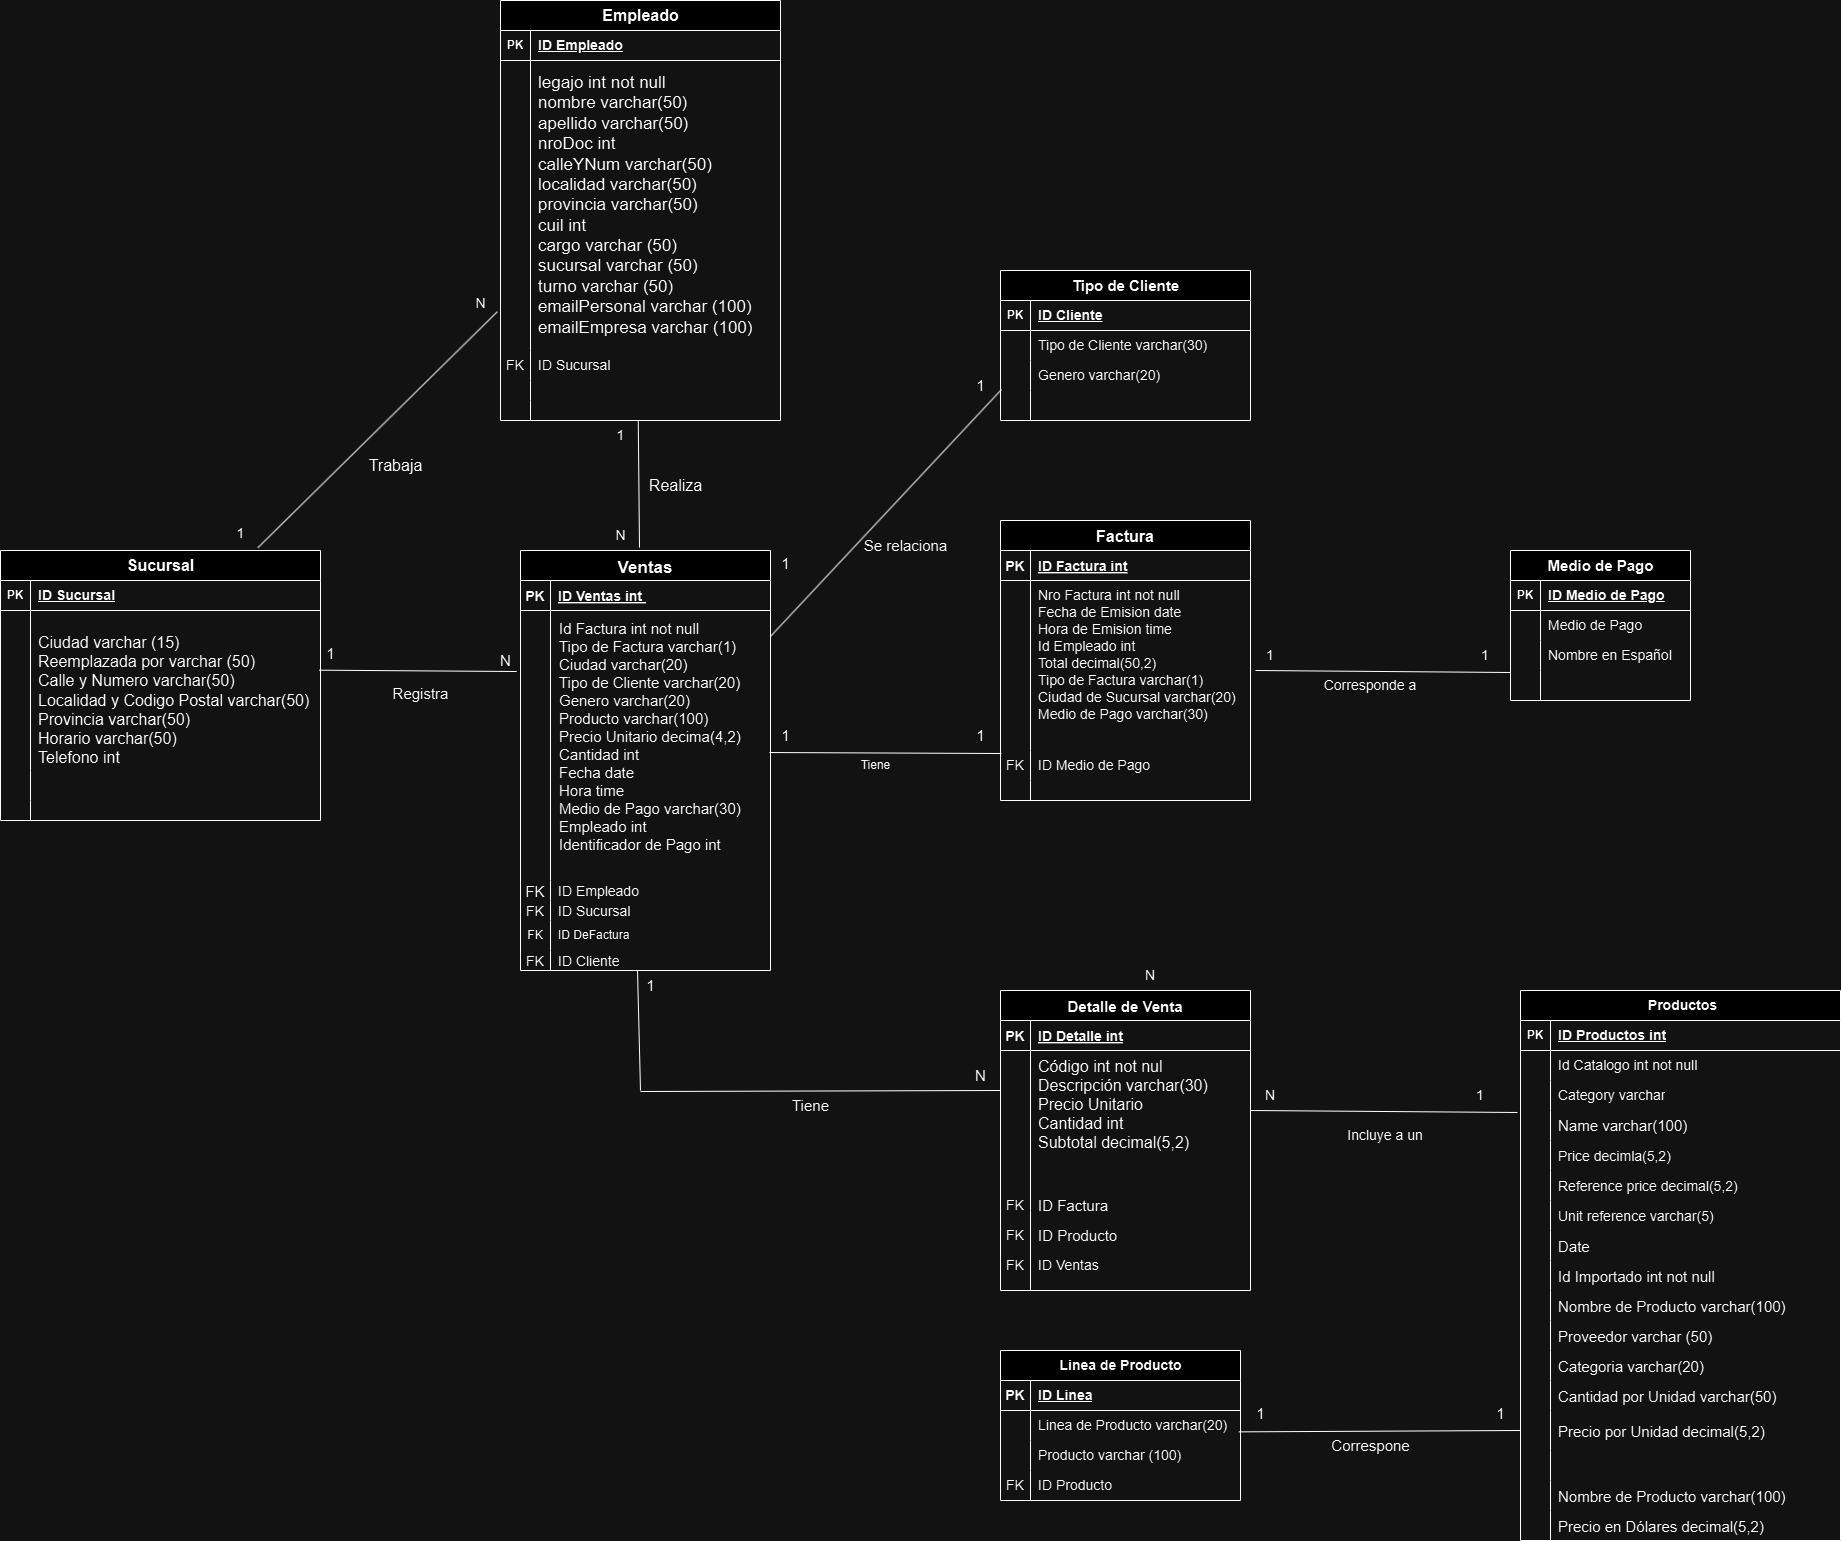 Empleado
PK ID Empleado
legajo int not null
nombre varchar(50)
apellido varchar(50)
nroDoc int
calleYNum varchar(50)
localidad varchar(50)
provincia varchar(50)
cuil int
cargo varchar (50)
sucursal varchar (50)
turno varchar (50)
emailPersonal varchar (100)
emailEmpresa varchar (100)
FK ID Sucursal
N
Trabaja
1
1
Realiza
N
Tipo de Cliente
PK ID Cliente
Tipo de Cliente varchar(30)
Genero varchar(20)
1
Se relaciona
1
Sucursal
PK ID Sucursal
Ciudad varchar (15)
Reemplazada por varchar (50)
Calle y Numero varchar(50)
Localidad y Codigo Postal varchar(50)
Provincia varchar(50)
Horario varchar(50)
Telefono int
1
N
Registra
Ventas
PK ID Ventas int
Id Factura int not null
Tipo de Factura varchar(1)
Ciudad varchar(20)
Tipo de Cliente varchar(20)
Genero varchar(20)
Producto varchar(100)
Precio Unitario decima(4,2)
Cantidad int
Fecha date
Hora time
Medio de Pago varchar(30)
Empleado int
Identificador de Pago int
FK ID Empleado
FK ID Sucursal
FK ID DeFactura
FK ID Cliente
1
1
Tiene
Factura
PK ID Factura int
Nro Factura int not null
Fecha de Emision date
Hora de Emision time
Id Empleado int
Total decimal(50,2)
Tipo de Factura varchar(1)
Ciudad de Sucursal varchar(20)
Medio de Pago varchar(30)
FK ID Medio de Pago
1
1
Corresponde a
Medio de Pago
PK ID Medio de Pago
Medio de Pago
Nombre en Español
1
N
Tiene
N
Detalle de Venta
PK ID Detalle int
Código int not nul
Descripción varchar(30)
Precio Unitario
Cantidad int
Subtotal decimal(5,2)
FK ID Factura
FK ID Producto
FK ID Ventas
N
1
Incluye a un
Productos
PK ID Productos int
Id Catalogo int not null
Category varchar
Name varchar(100)
Price decimla(5,2)
Reference price decimal(5,2)
Unit reference varchar(5)
Date
Id Importado int not null
Nombre de Producto varchar(100)
Proveedor varchar (50)
Categoria varchar(20)
Cantidad por Unidad varchar(50)
Precio por Unidad decimal(5,2)
Nombre de Producto varchar(100)
Precio en Dólares decimal(5,2)
Linea de Producto
PK ID Linea
Linea de Producto varchar(20)
Producto varchar (100)
FK ID Producto
1
1
Correspone